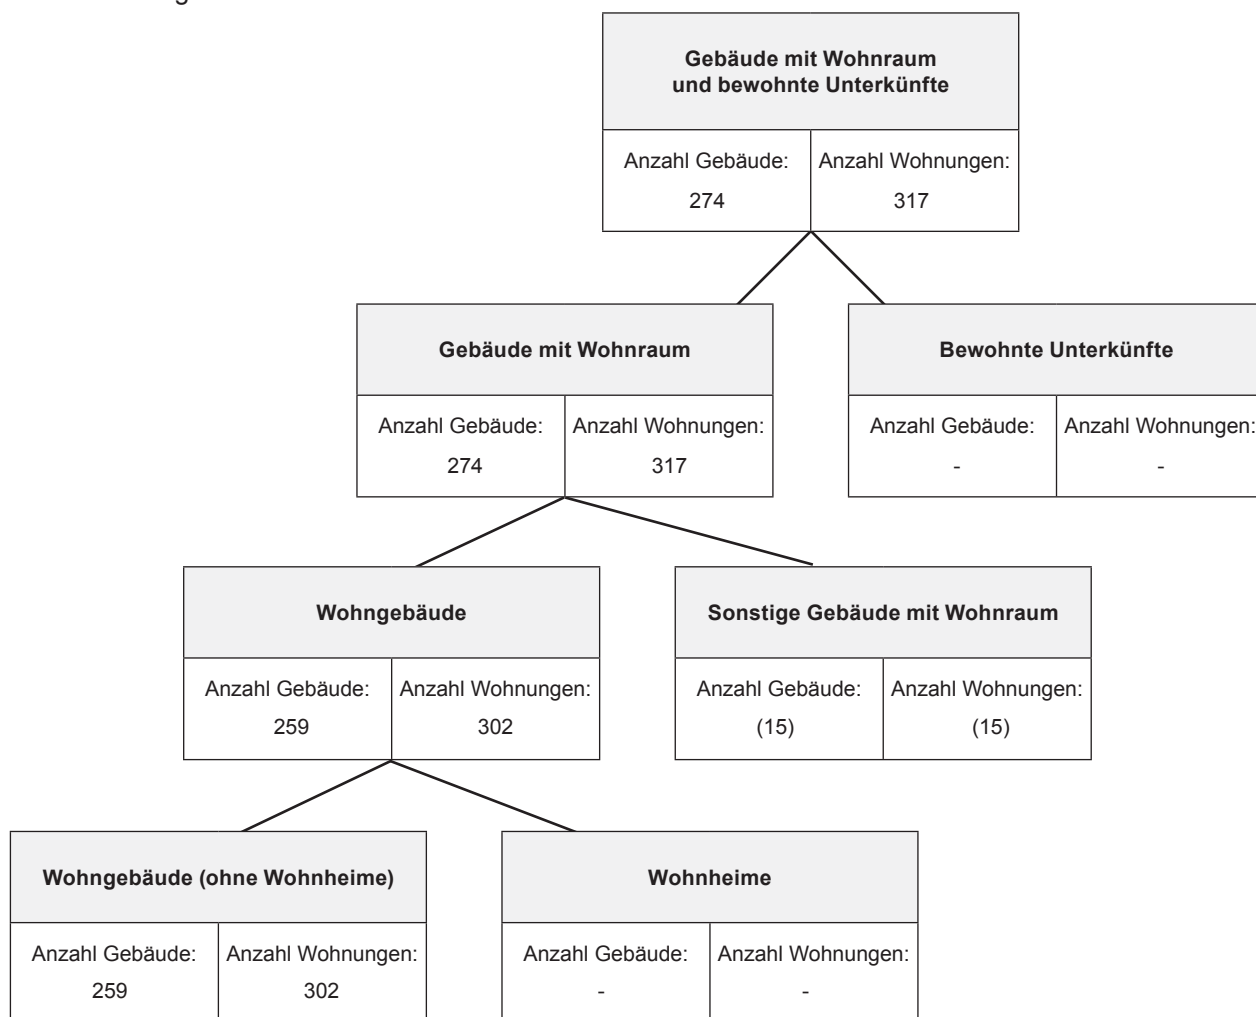 Gebäude mit Wohnraum
und bewohnte Unterkünfte
Anzahl Gebäude: Anzahl Wohnungen:
274 317
Gebäude mit Wohnraum Bewohnte Unterkünfte
Anzahl Gebäude: Anzahl Wohnungen: Anzahl Gebäude: Anzahl Wohnungen:
274 317 - -
Wohngebäude Sonstige Gebäude mit Wohnraum
Anzahl Gebäude: Anzahl Wohnungen: Anzahl Gebäude: Anzahl Wohnungen:
259 302 (15) (15)
Wohngebäude (ohne Wohnheime) Wohnheime
Anzahl Gebäude: Anzahl Wohnungen: Anzahl Gebäude: Anzahl Wohnungen:
259 302 - -